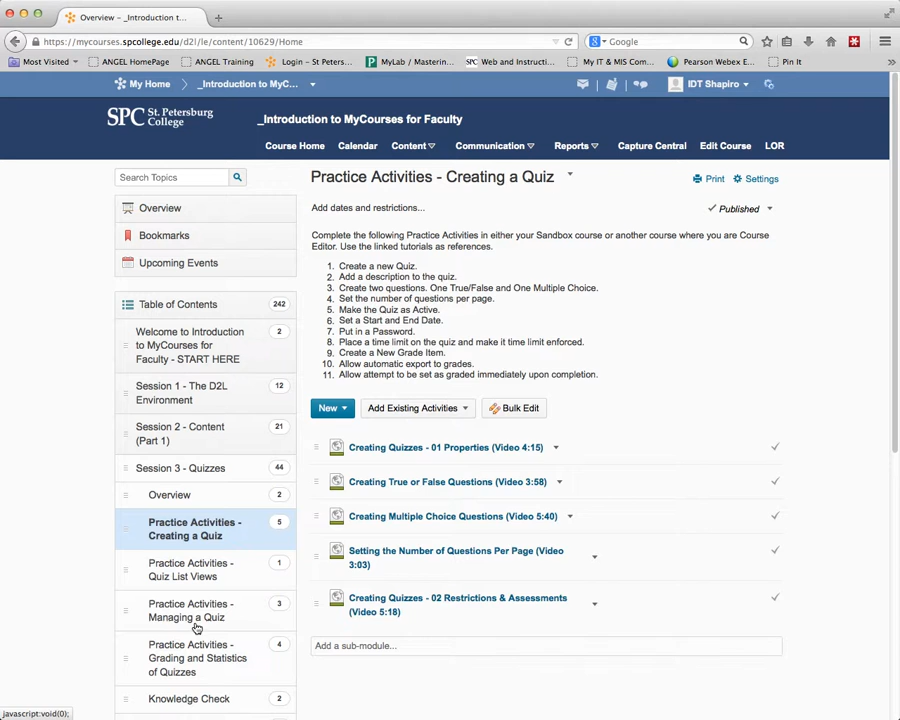 Overview – _Introduction t...
https://mycourses.spcollege.edu/d2l/le/content/10629/Home
Google
Most Visited
ANGEL HomePage
ANGEL Training
Login – St Peters...
MyLab / Mastering...
SPC Web and Instructi...
My IT & MIS Com...
Pearson Webex E...
Pin It
My Home
_Introduction to MyC...
IDT Shapiro
SPC St. Petersburg College
_Introduction to MyCourses for Faculty
Course Home
Calendar
Content
Communication
Reports
Capture Central
Edit Course
LOR
Search Topics
Overview
Bookmarks
Upcoming Events
Table of Contents 242
Welcome to Introduction 2
to MyCourses for
Faculty - START HERE
Session 1 - The D2L 12
Environment
Session 2 - Content 21
(Part 1)
Session 3 - Quizzes 44
Overview 2
Practice Activities - 5
Creating a Quiz
Practice Activities - 1
Quiz List Views
Practice Activities - 3
Managing a Quiz
Practice Activities - 4
Grading and Statistics
of Quizzes
Knowledge Check 2
Practice Activities - Creating a Quiz
Print
Settings
Add dates and restrictions...
Published
Complete the following Practice Activities in either your Sandbox course or another course where you are Course
Editor. Use the linked tutorials as references.
1. Create a new Quiz.
2. Add a description to the quiz.
3. Create two questions. One True/False and One Multiple Choice.
4. Set the number of questions per page.
5. Make the Quiz as Active.
6. Set a Start and End Date.
7. Put in a Password.
8. Place a time limit on the quiz and make it time limit enforced.
9. Create a New Grade Item.
10. Allow automatic export to grades.
11. Allow attempt to be set as graded immediately upon completion.
New
Add Existing Activities
Bulk Edit
Creating Quizzes - 01 Properties (Video 4:15)
Creating True or False Questions (Video 3:58)
Creating Multiple Choice Questions (Video 5:40)
Setting the Number of Questions Per Page (Video
3:03)
Creating Quizzes - 02 Restrictions & Assessments
(Video 5:18)
Add a sub-module...
javascript:void(0);